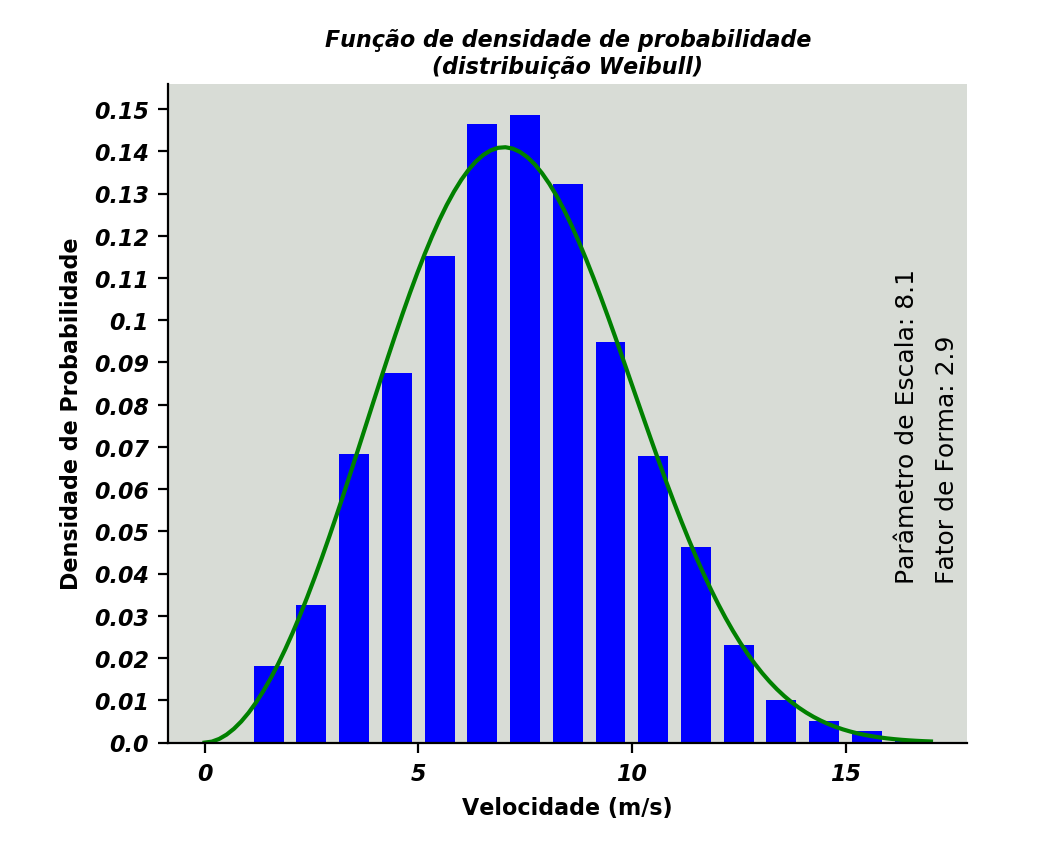 Função de densidade de probabilidade
(distribuição Weibull)
Densidade de Probabilidade
0.15
0.14
0.13
0.12
0.11
0.1
0.09
0.08
0.07
0.06
0.05
0.04
0.03
0.02
0.01
0.0
Parâmetro de Escala: 8.1
Fator de Forma: 2.9
0 5 10 15
Velocidade (m/s)